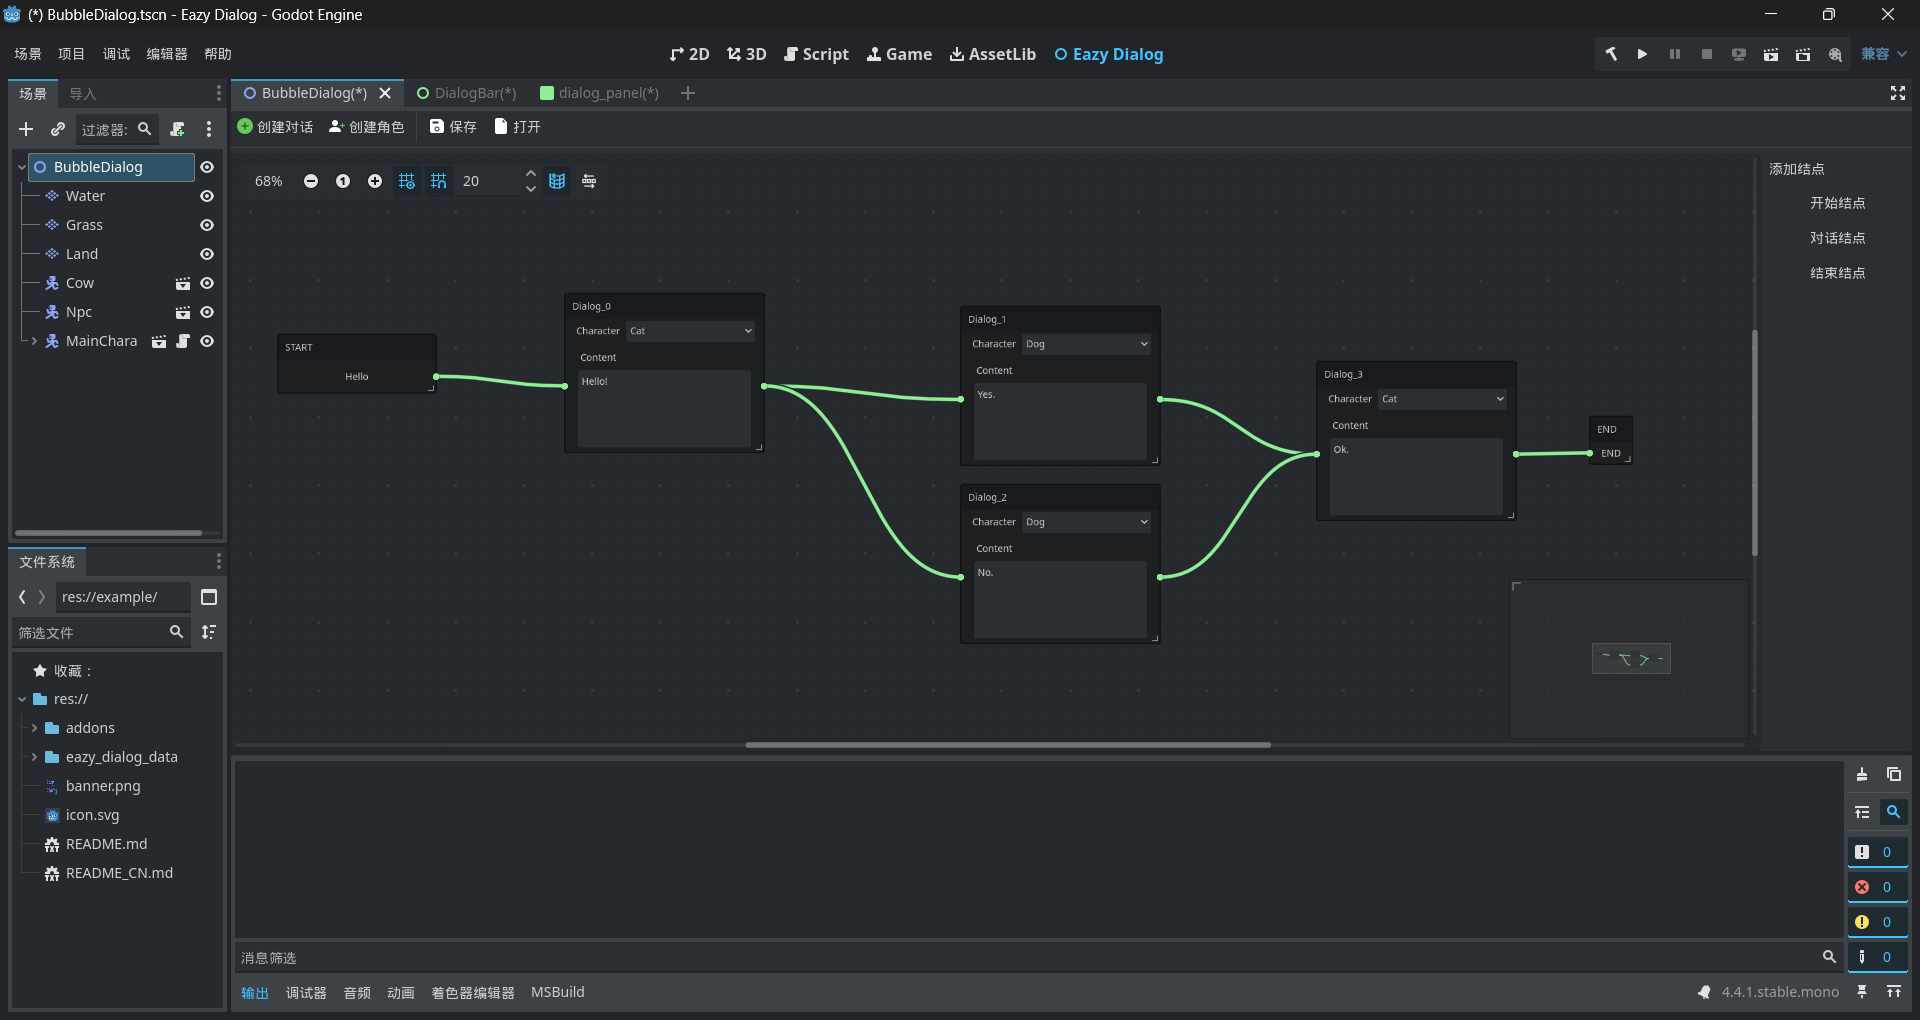 (*) BubbleDialog.tscn - Eazy Dialog - Godot Engine
场景 项目 调试 编辑器 帮助
2D 3D Script Game AssetLib Eazy Dialog
兼容
场景 导入
BubbleDialog(*) DialogBar(*) dialog_panel(*)
过滤器:
创建对话 创建角色 保存 打开
BubbleDialog
Water
Grass
Land
Cow
Npc
MainChara
68% 20
添加结点
开始结点
对话结点
结束结点
START
Hello
Dialog_0
Character Cat
Content
Hello!
Dialog_1
Character Dog
Content
Yes.
Dialog_2
Character Dog
Content
No.
Dialog_3
Character Cat
Content
Ok.
END
END
文件系统
res://example/
筛选文件
收藏：
res://
addons
eazy_dialog_data
banner.png
icon.svg
README.md
README_CN.md
0
0
0
0
消息筛选
输出 调试器 音频 动画 着色器编辑器 MSBuild
4.4.1.stable.mono